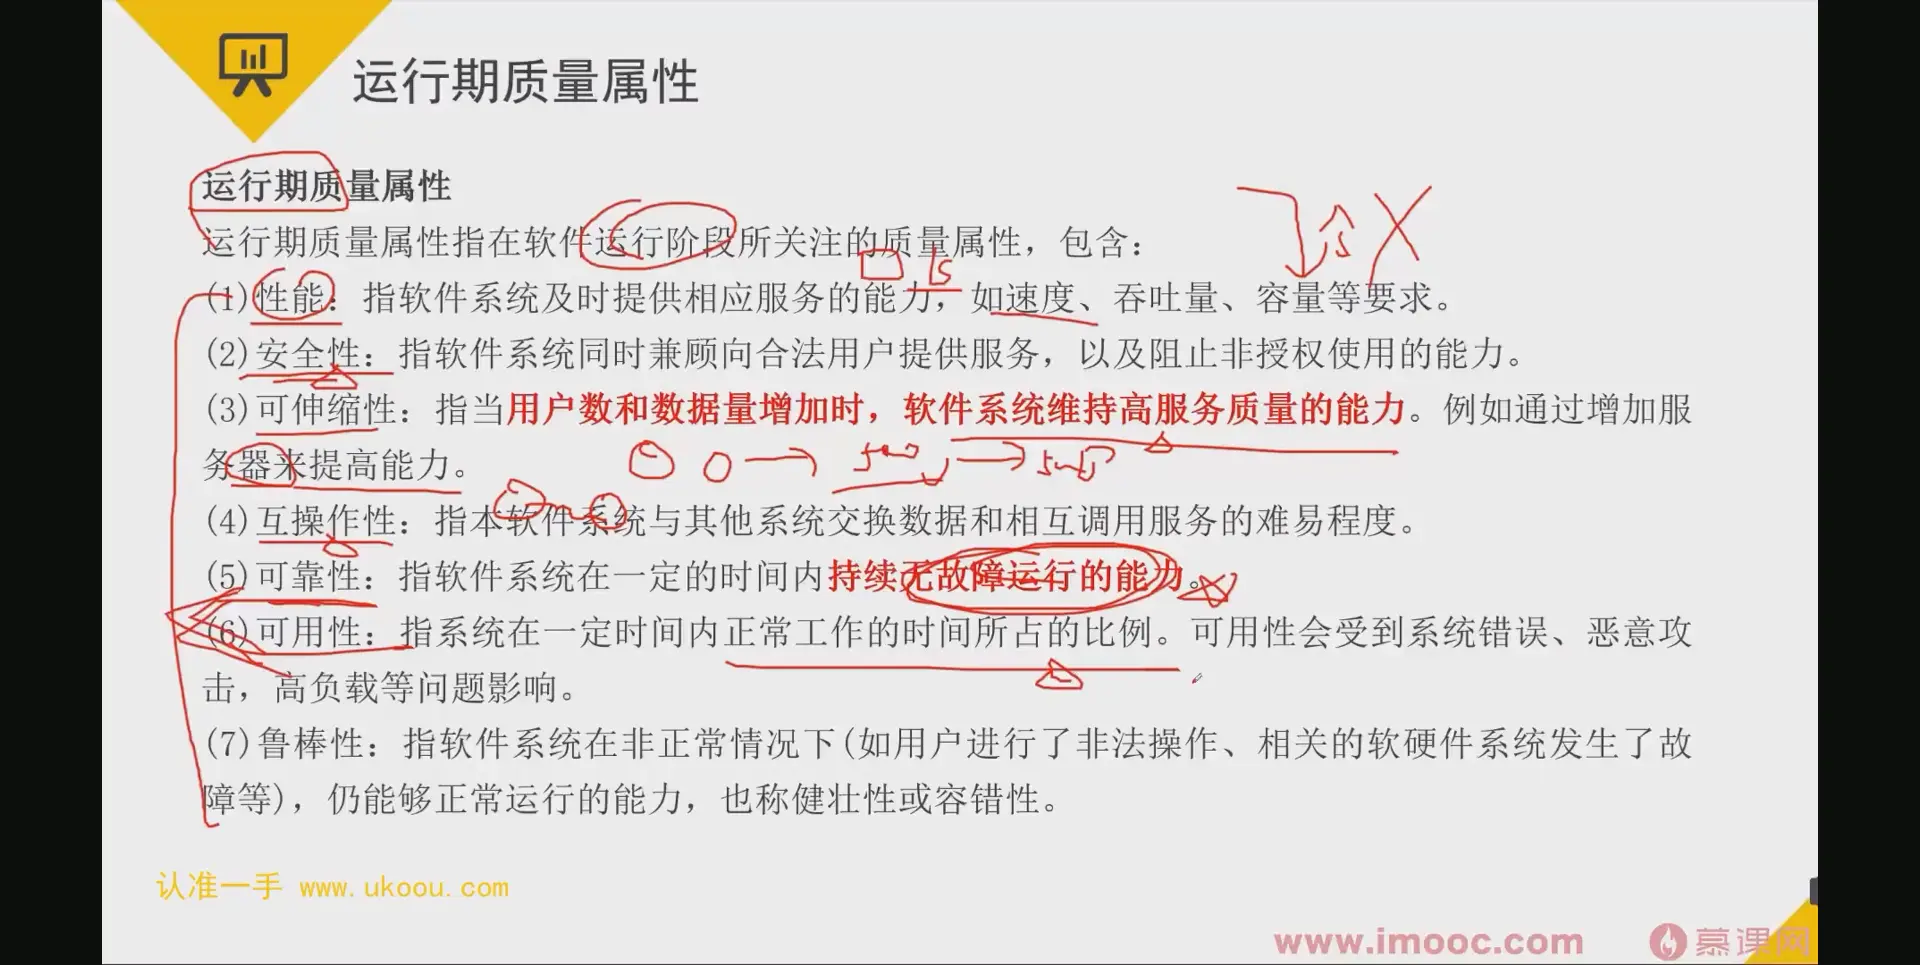 运行期质量属性
运行期质量属性
运行期质量属性指在软件运行阶段所关注的质量属性，包含：
(1)性能：指软件系统及时提供相应服务的能力，如速度、吞吐量、容量等要求。
(2)安全性：指软件系统同时兼顾向合法用户提供服务，以及阻止非授权使用的能力。
(3)可伸缩性：指当用户数和数据量增加时，软件系统维持高服务质量的能力。例如通过增加服
务器来提高能力。
(4)互操作性：指本软件系统与其他系统交换数据和相互调用服务的难易程度。
(5)可靠性：指软件系统在一定的时间内持续无故障运行的能力。
(6)可用性：指系统在一定时间内正常工作的时间所占的比例。可用性会受到系统错误、恶意攻
击，高负载等问题影响。
(7)鲁棒性：指软件系统在非正常情况下(如用户进行了非法操作、相关的软硬件系统发生了故
障等)，仍能够正常运行的能力，也称健壮性或容错性。
认准一手 www.ukoou.com
www.imooc.com 慕课网